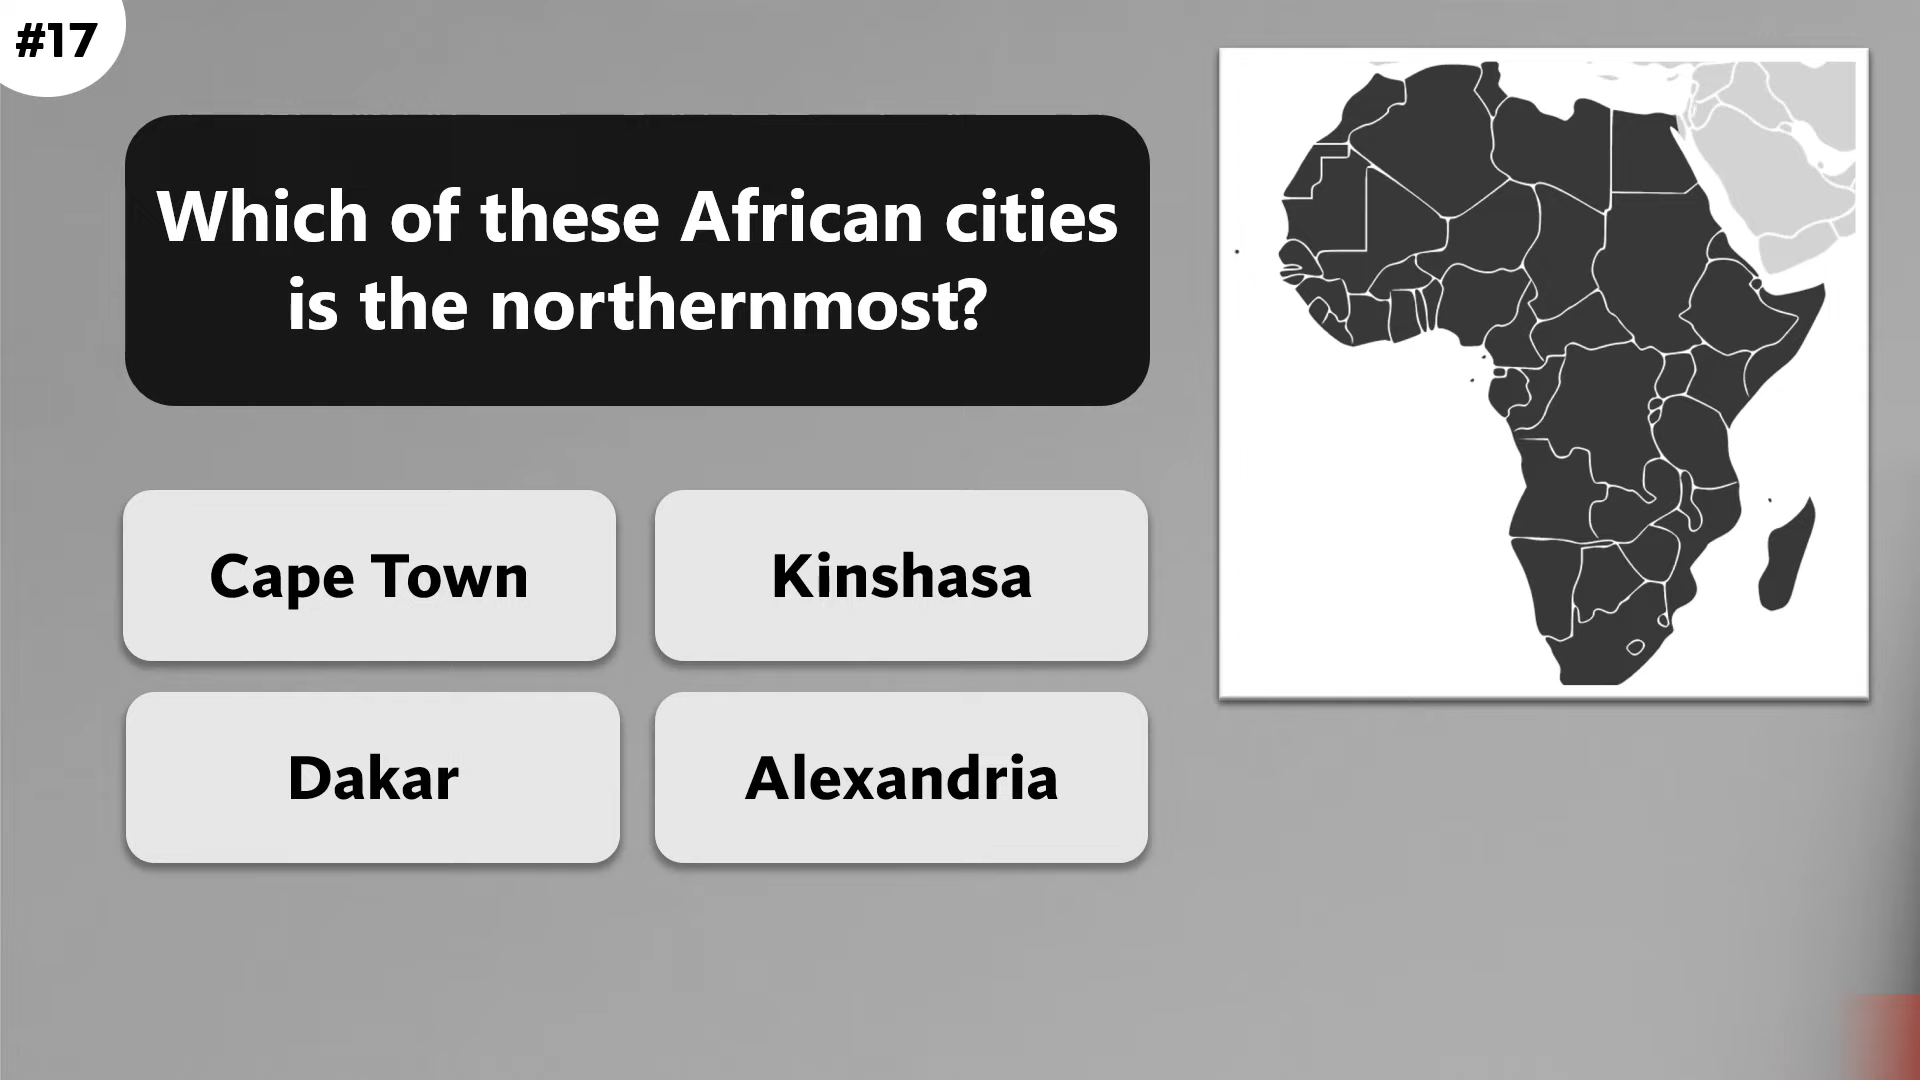 #17
Which of these African cities
is the northernmost?
Cape Town
Kinshasa
Dakar
Alexandria